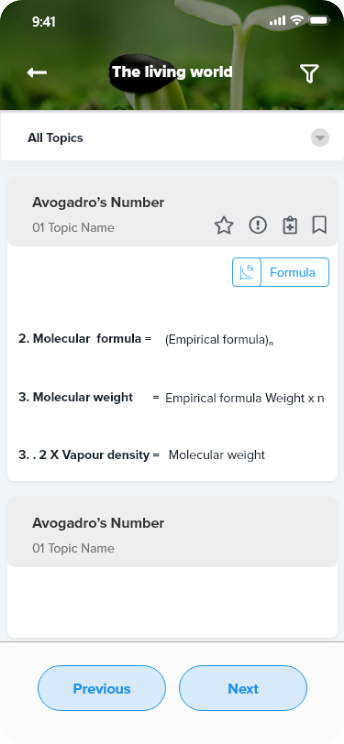 9:41
The living world
All Topics
Avogadro's Number
01 Topic Name
fx Formula
2. Molecular formula = (Empirical formula)ₙ
3. Molecular weight = Empirical formula Weight x n
3. . 2 X Vapour density = Molecular weight
Avogadro's Number
01 Topic Name
Previous Next